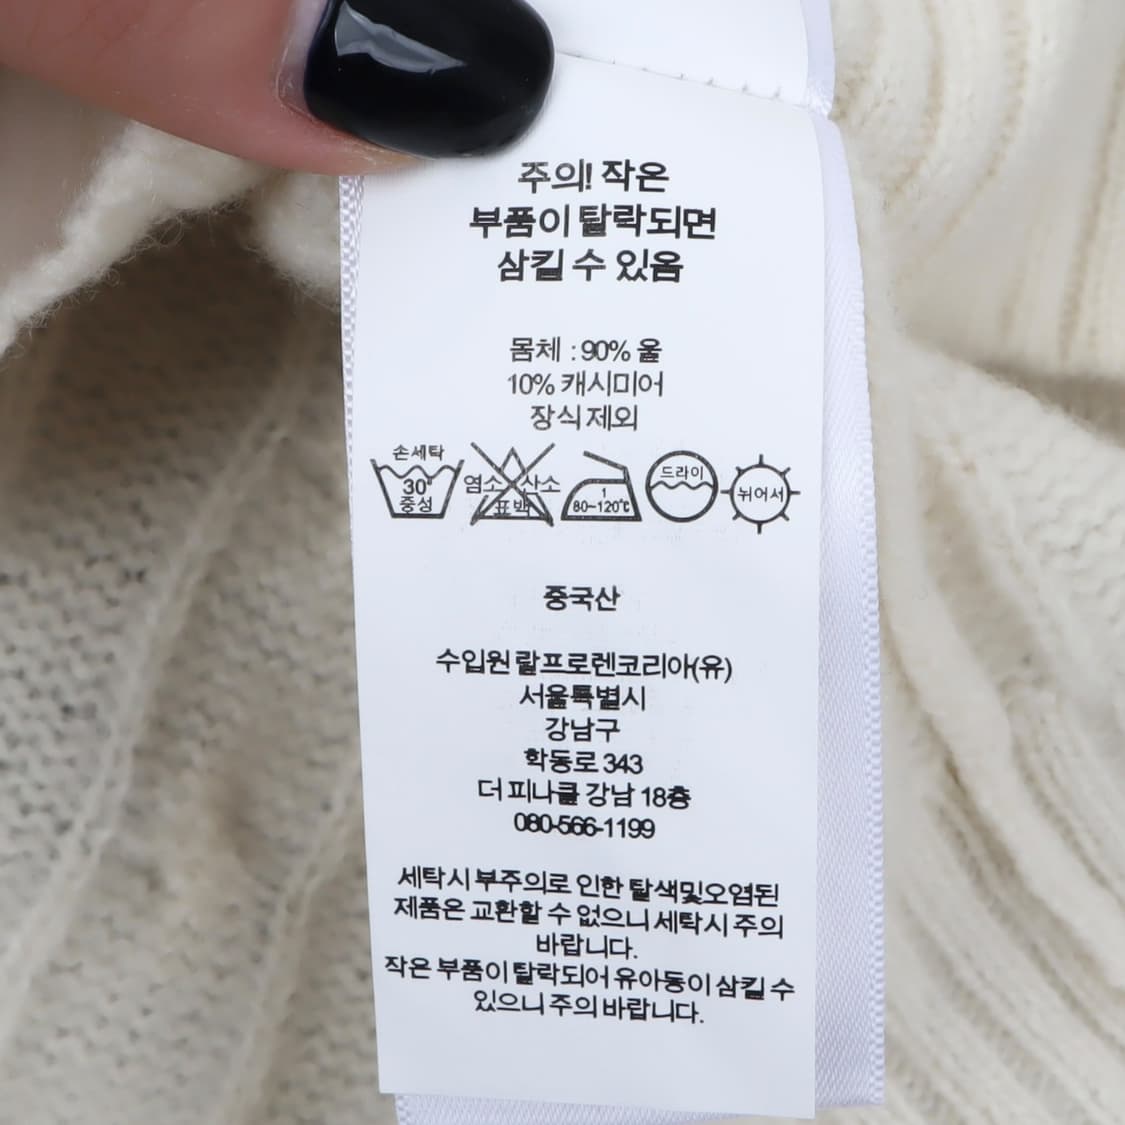 주의! 작은
부품이 탈락되면
삼킬 수 있음
몸체 : 90% 울
10% 캐시미어
장식 제외
손세탁
30°
중성
염소 산소
표백
1
80~120℃
드라이
뉘어서
중국산
수입원 랄프로렌코리아(유)
서울특별시
강남구
학동로 343
더 피나클 강남 18층
080-566-1199
세탁시 부주의로 인한 탈색및오염된
제품은 교환할 수 없으니 세탁시 주의
바랍니다.
작은 부품이 탈락되어 유아동이 삼킬 수
있으니 주의 바랍니다.